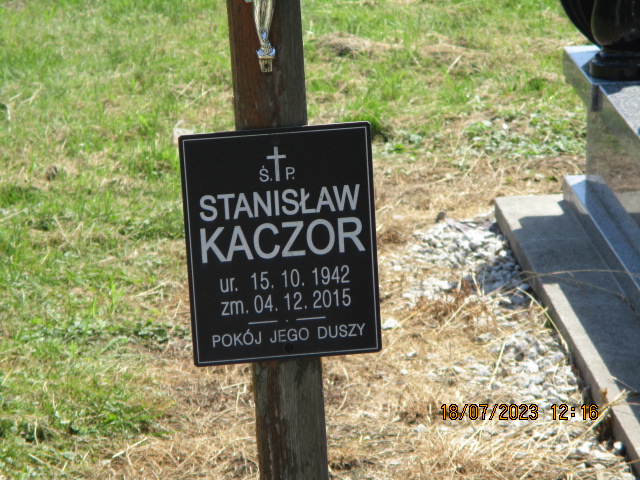 Ś. P.
STANISŁAW
KACZOR
ur. 15. 10. 1942
zm. 04. 12. 2015
POKÓJ JEGO DUSZY
18/07/2023 12:16